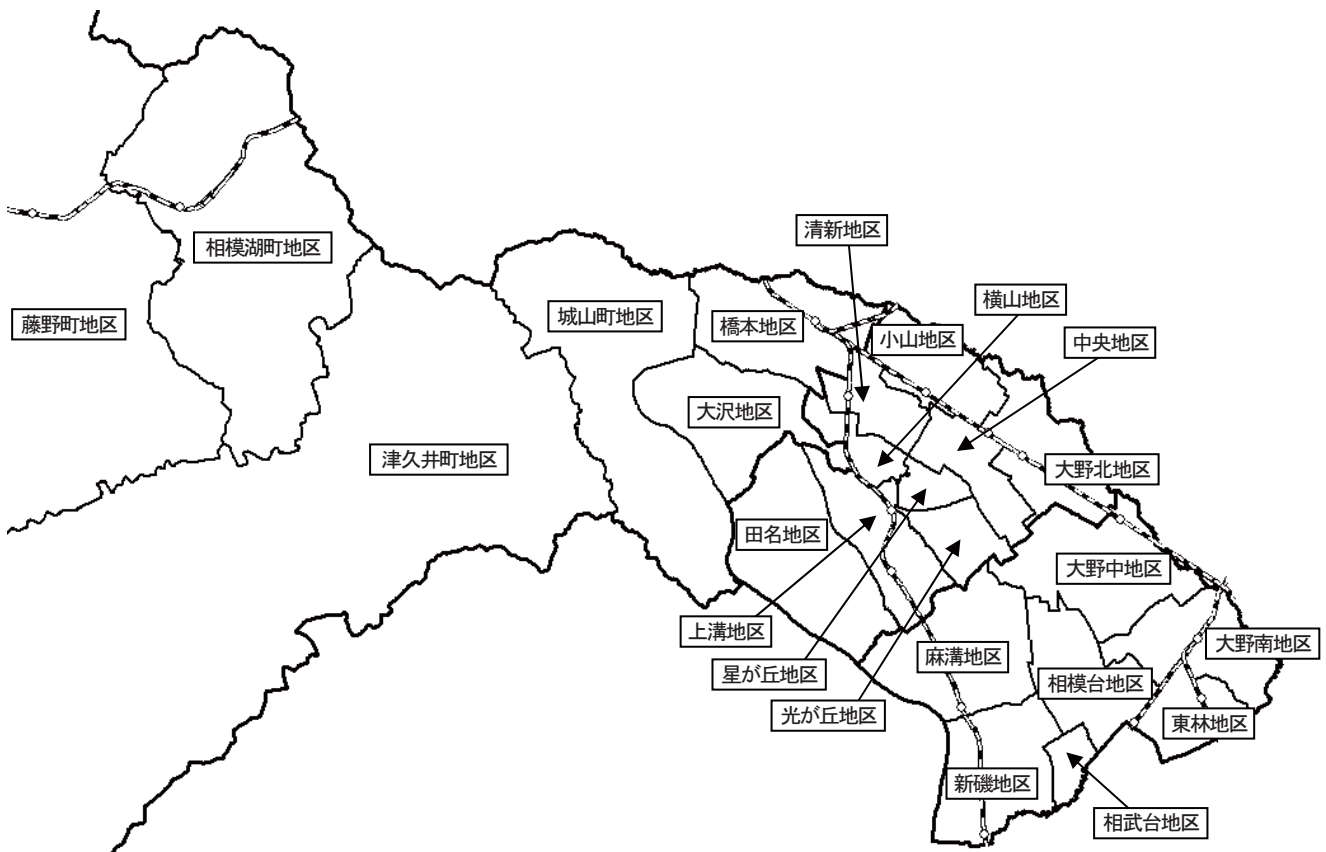 清新地区
相模湖町地区
横山地区
藤野町地区
城山町地区
橋本地区
小山地区
中央地区
大沢地区
津久井町地区
大野北地区
田名地区
大野中地区
上溝地区
大野南地区
星が丘地区
麻溝地区
相模台地区
光が丘地区
東林地区
新磯地区
相武台地区